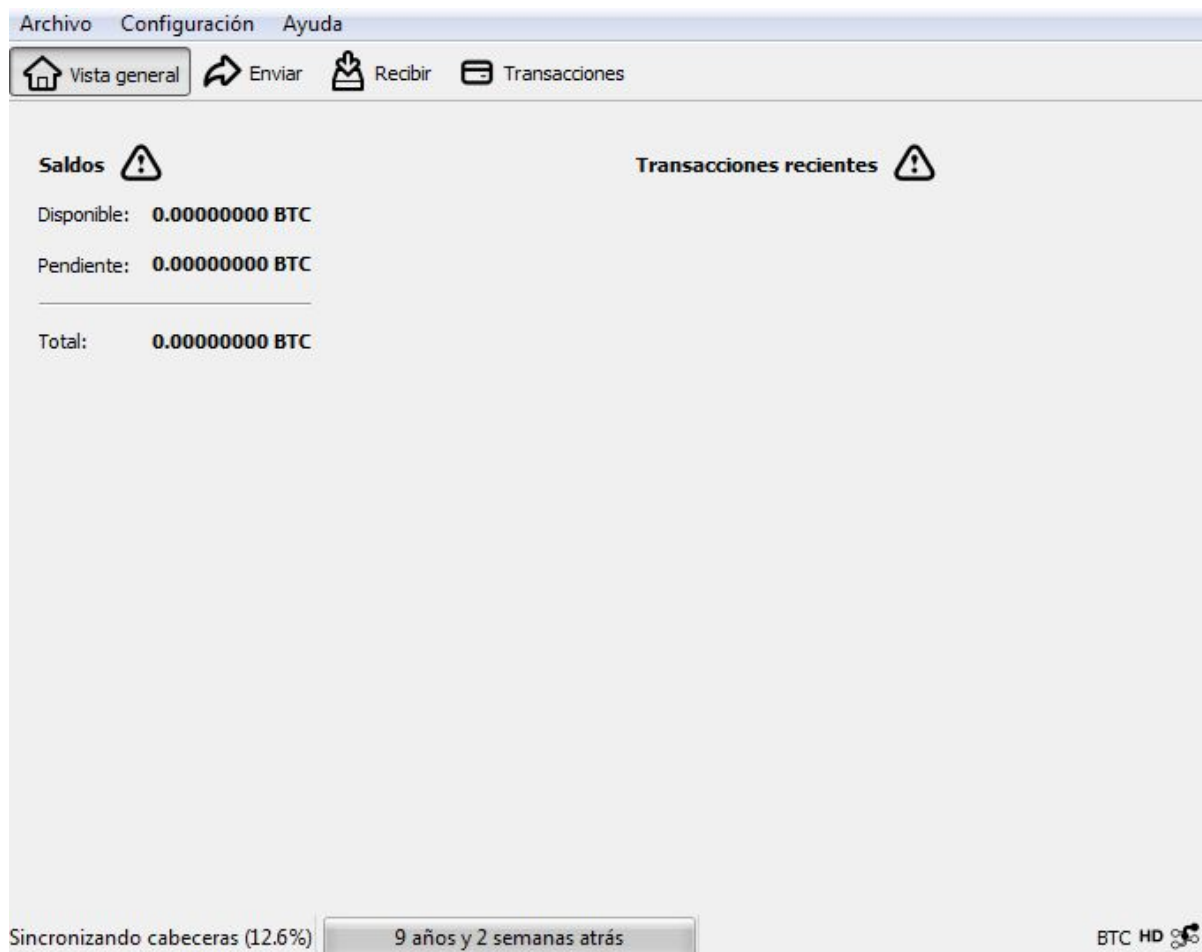 Archivo Configuración Ayuda
Vista general Enviar Recibir Transacciones
Saldos Transacciones recientes
Disponible: 0.00000000 BTC
Pendiente: 0.00000000 BTC
Total: 0.00000000 BTC
Sincronizando cabeceras (12.6%) 9 años y 2 semanas atrás BTC HD